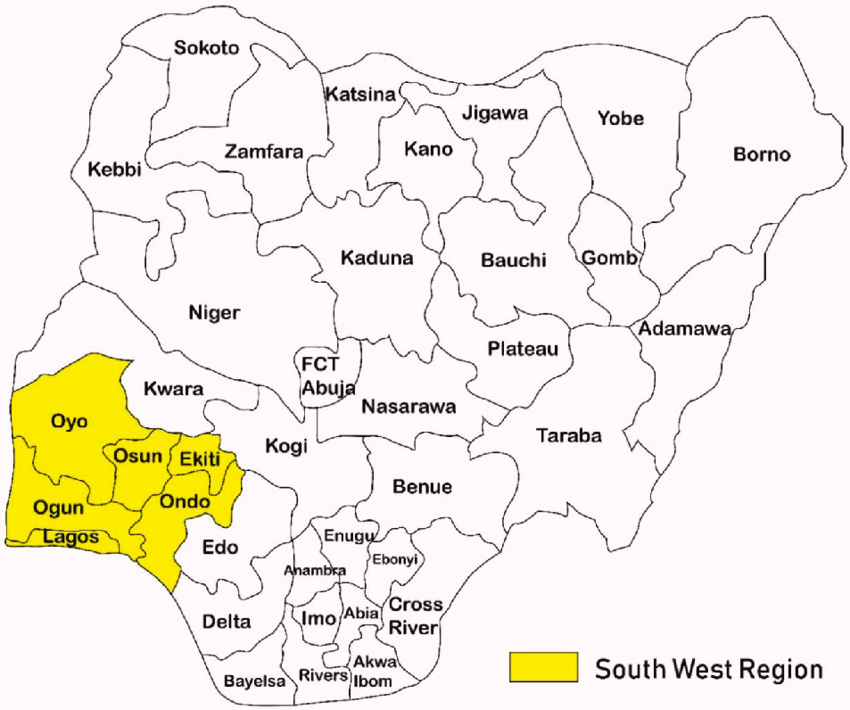 Sokoto
Katsina
Jigawa
Yobe
Borno
Kebbi
Zamfara
Kano
Kaduna
Bauchi
Gomb
Niger
Adamawa
Plateau
FCT
Abuja
Kwara
Nasarawa
Oyo
Taraba
Kogi
Osun
Ekiti
Benue
Ogun
Ondo
Lagos
Edo
Enugu
Ebonyi
Anambra
Delta
Imo
Abia
Cross
River
Bayelsa
Rivers
Akwa
Ibom
South West Region